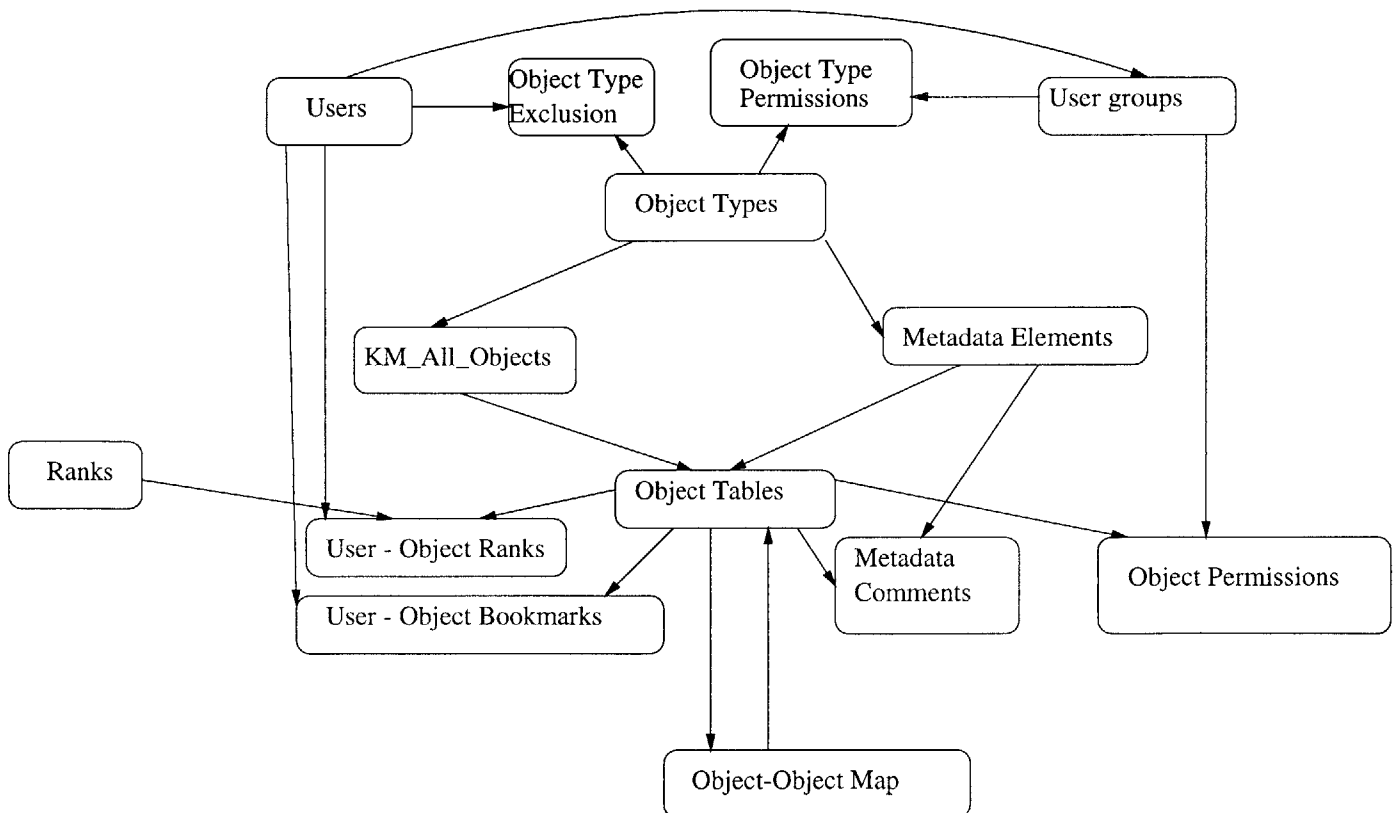 Users
Object Type
Exclusion
Object Type
Permissions
User groups
Object Types
KM_All_Objects
Metadata Elements
Ranks
Object Tables
User - Object Ranks
Metadata
Comments
Object Permissions
User - Object Bookmarks
Object-Object Map